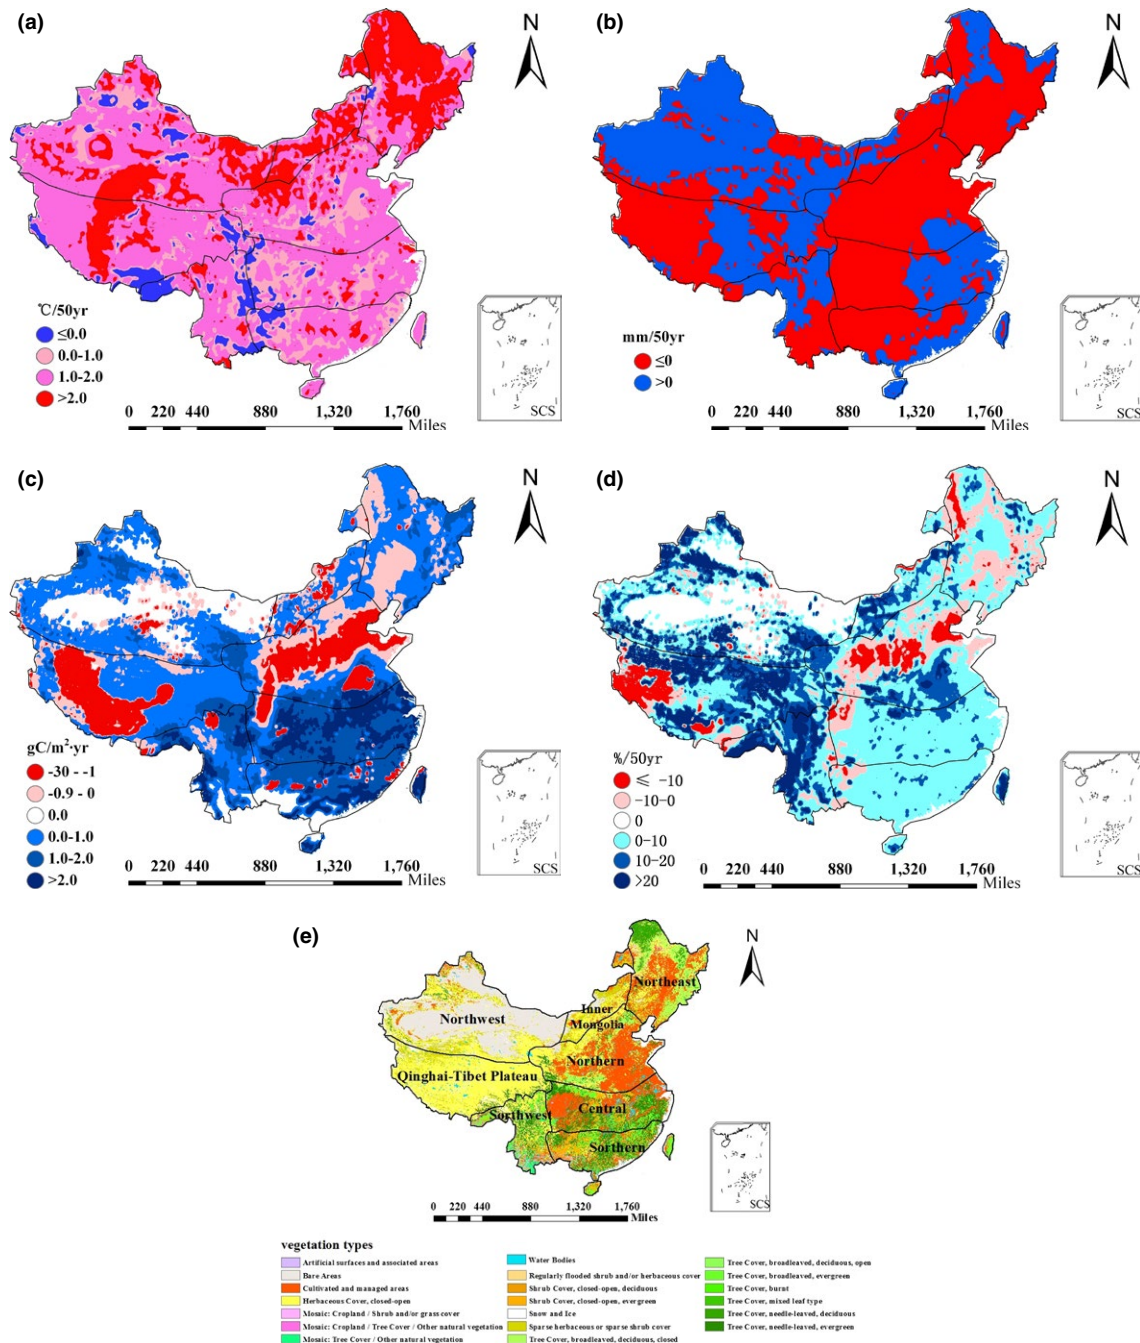 (a)
N
℃/50yr
≤0.0
0.0-1.0
1.0-2.0
>2.0
0 220 440 880 1,320 1,760
Miles
SCS
(b)
N
mm/50yr
≤0
>0
0 220 440 880 1,320 1,760
Miles
SCS
(c)
N
gC/m²·yr
-30 - -1
-0.9 - 0
0.0
0.0-1.0
1.0-2.0
>2.0
0 220 440 880 1,320 1,760
Miles
SCS
(d)
N
%/50yr
≤ -10
-10-0
0
0-10
10-20
>20
0 220 440 880 1,320 1,760
Miles
SCS
(e)
N
Northeast
Inner
Mongolia
Northwest
Northern
Qinghai-Tibet Plateau
Sorthwest
Central
Sorthern
0 220 440 880 1,320 1,760
Miles
SCS
vegetation types
Artificial surfaces and associated areas
Bare Areas
Cultivated and managed areas
Herbaceous Cover, closed-open
Mosaic: Cropland / Shrub and/or grass cover
Mosaic: Cropland / Tree Cover / Other natural vegetation
Mosaic: Tree Cover / Other natural vegetation
Water Bodies
Regularly flooded shrub and/or herbaceous cover
Shrub Cover, closed-open, deciduous
Shrub Cover, closed-open, evergreen
Snow and Ice
Sparse herbaceous or sparse shrub cover
Tree Cover, broadleaved, deciduous, closed
Tree Cover, broadleaved, deciduous, open
Tree Cover, broadleaved, evergreen
Tree Cover, burnt
Tree Cover, mixed leaf type
Tree Cover, needle-leaved, deciduous
Tree Cover, needle-leaved, evergreen